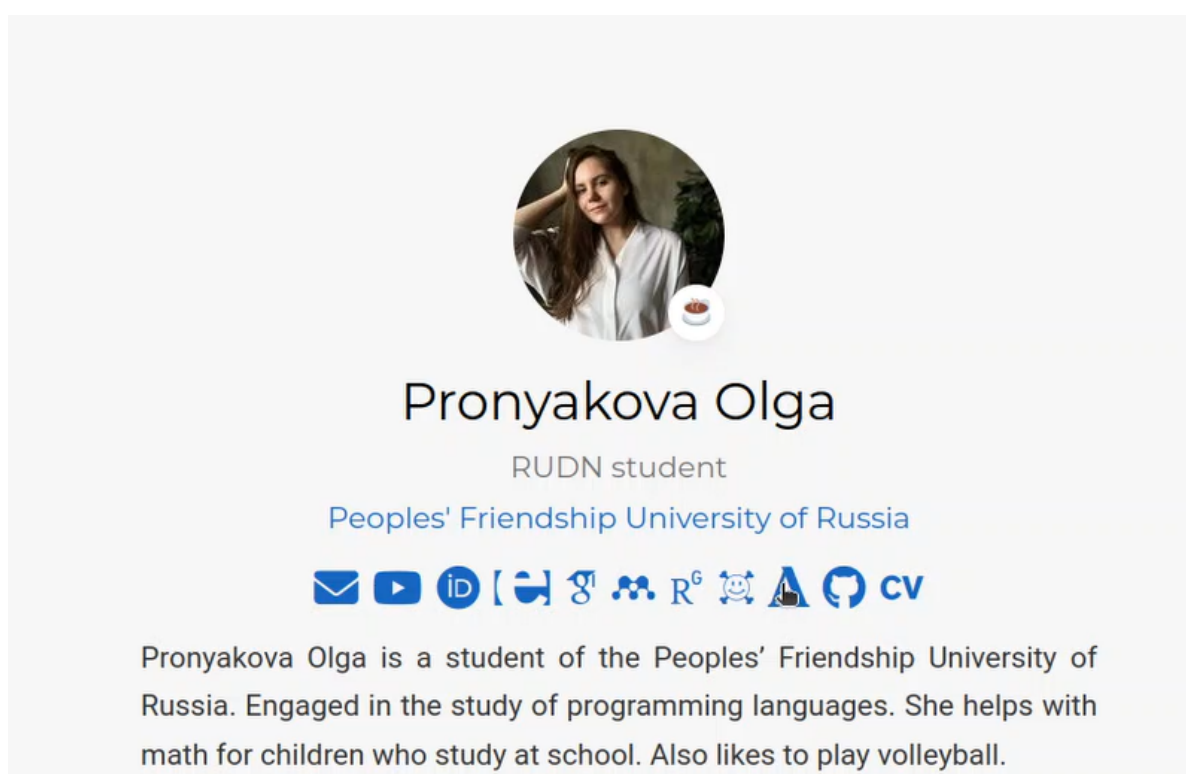 Pronyakova Olga
RUDN student
Peoples' Friendship University of Russia
iD R^G CV
Pronyakova Olga is a student of the Peoples’ Friendship University of
Russia. Engaged in the study of programming languages. She helps with
math for children who study at school. Also likes to play volleyball.